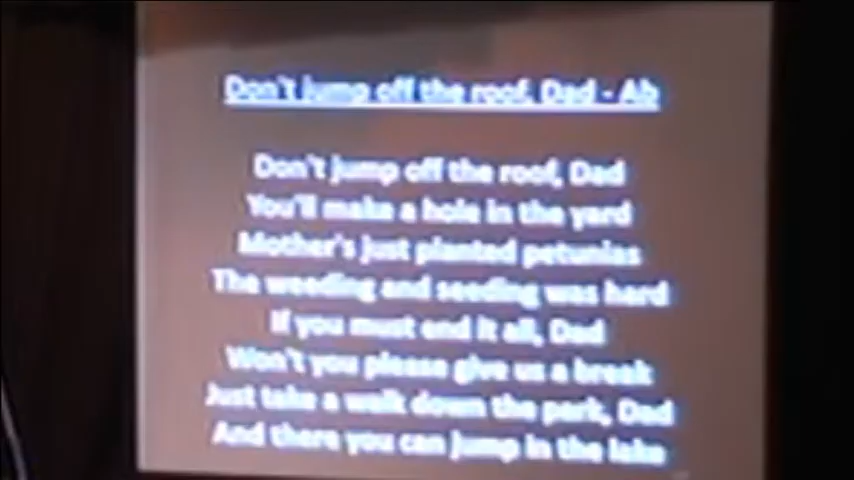 Don't jump off the roof, Dad - Ab
Don't jump off the roof, Dad
You'll make a hole in the yard
Mother's just planted petunias
The weeding and seeding was hard
If you must end it all, Dad
Won't you please give us a break
Just take a walk down the park, Dad
And there you can jump in the lake